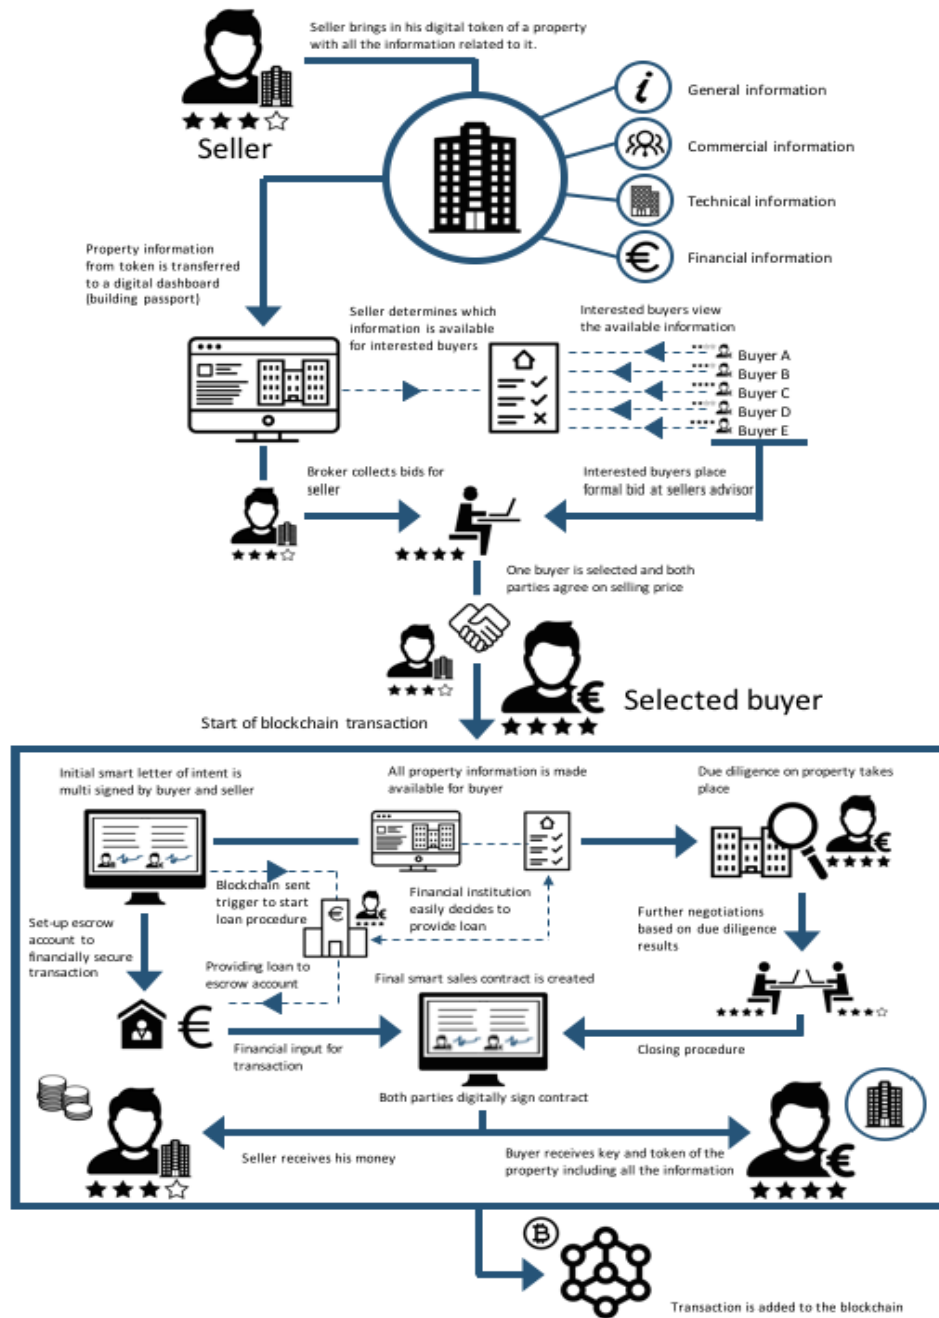 Seller brings in his digital token of a property
with all the information related to it.
Seller
General information
Commercial information
Technical information
Financial information
Property information
from token is transferred
to a digital dashboard
(building passport)
Seller determines which
information is available
for interested buyers
Interested buyers view
the available information
Buyer A
Buyer B
Buyer C
Buyer D
Buyer E
Broker collects bids for
seller
Interested buyers place
formal bid at sellers advisor
One buyer is selected and both
parties agree on selling price
Selected buyer
Start of blockchain transaction
Initial smart letter of intent is
multi signed by buyer and seller
All property information is made
available for buyer
Due diligence on property takes
place
Blockchain sent
trigger to start
loan procedure
Financial institution
easily decides to
provide loan
Further negotiations
based on due diligence
results
Set-up escrow
account to
financially secure
transaction
Providing loan to
escrow account
Final smart sales contract is created
Financial input for
transaction
Closing procedure
Both parties digitally sign contract
Seller receives his money
Buyer receives key and token of the
property including all the information
Transaction is added to the blockchain